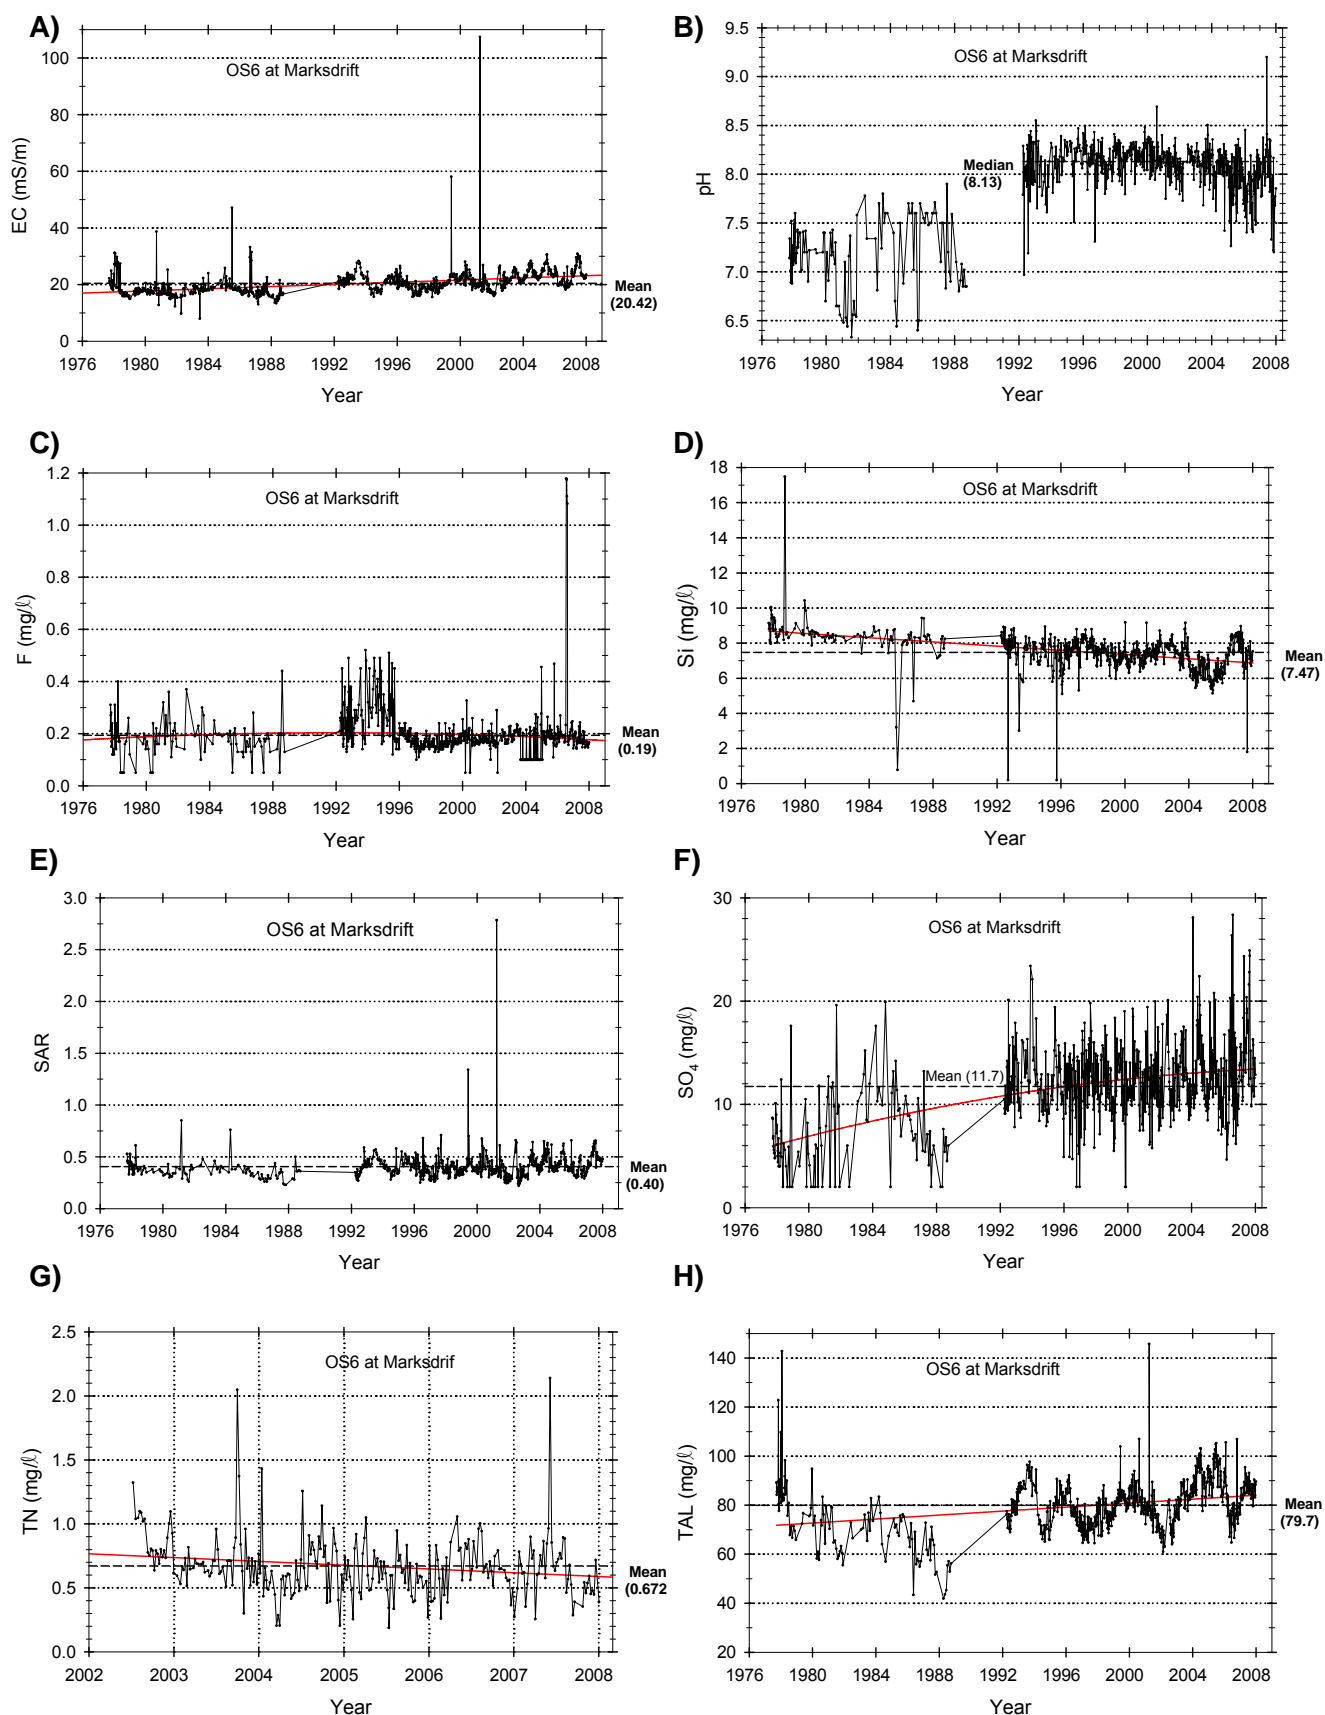 A)
OS6 at Marksdrift
EC (mS/m)
100
80
60
40
20
0
1976 1980 1984 1988 1992 1996 2000 2004 2008
Year
Mean
(20.42)
B)
OS6 at Marksdrift
pH
9.5
9.0
8.5
8.0
7.5
7.0
6.5
Median
(8.13)
1976 1980 1984 1988 1992 1996 2000 2004 2008
Year
C)
OS6 at Marksdrift
F (mg/ℓ)
1.2
1.0
0.8
0.6
0.4
0.2
0.0
1976 1980 1984 1988 1992 1996 2000 2004 2008
Year
Mean
(0.19)
D)
OS6 at Marksdrift
Si (mg/ℓ)
18
16
14
12
10
8
6
4
2
0
1976 1980 1984 1988 1992 1996 2000 2004 2008
Year
Mean
(7.47)
E)
OS6 at Marksdrift
SAR
3.0
2.5
2.0
1.5
1.0
0.5
0.0
1976 1980 1984 1988 1992 1996 2000 2004 2008
Year
Mean
(0.40)
F)
OS6 at Marksdrift
SO₄ (mg/ℓ)
30
20
10
0
Mean (11.7)
1976 1980 1984 1988 1992 1996 2000 2004 2008
Year
G)
OS6 at Marksdrif
TN (mg/ℓ)
2.5
2.0
1.5
1.0
0.5
0.0
2002 2003 2004 2005 2006 2007 2008
Year
Mean
(0.672
H)
OS6 at Marksdrift
TAL (mg/ℓ)
140
120
100
80
60
40
20
1976 1980 1984 1988 1992 1996 2000 2004 2008
Year
Mean
(79.7)